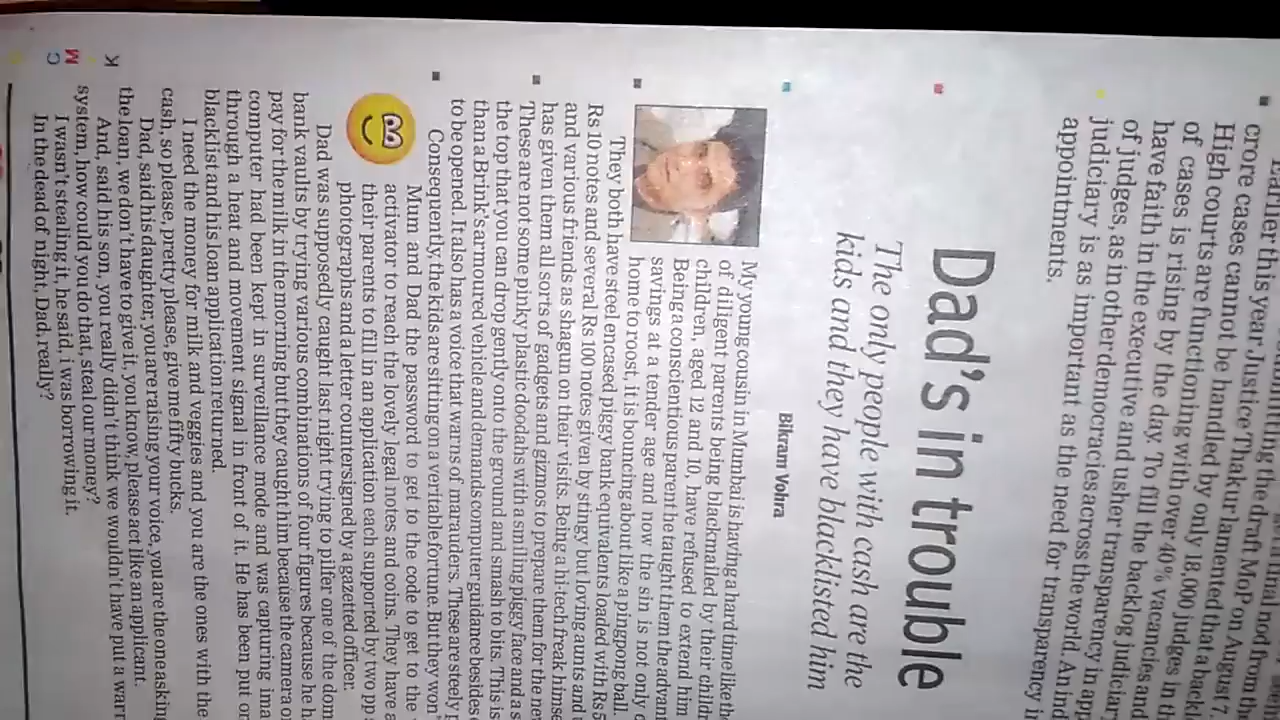 crore cases cannot be handled by only 18,000 judges in th
High courts are functioning with over 40% vacancies and
of cases is rising by the day. To fill the backlog judiciar
have faith in the executive and usher transparency in app
of judges, as in other democracies across the world. An ind
judiciary is as important as the need for transparency i
appointments.
Dad's in trouble
The only people with cash are the
kids and they have blacklisted him
Bikram Vohra
My young cousin in Mumbai is having a hard time like th
of diligent parents being blackmailed by their child
children, aged 12 and 10, have refused to extend him
Being a conscientious parent he taught them the advan
savings at a tender age and now the sin is not only c
home to roost, it is bouncing about like a pingpong ball.
They both have steel encased piggy bank equivalents loaded with Rs 5
Rs 10 notes and several Rs 100 notes given by stingy but loving aunts and
and various friends as shagun on their visits. Being a hi-tech freak himse
has given them all sorts of gadgets and gizmos to prepare them for the ne
These are not some pinky plastic doodahs with a smiling piggy face and a s
the top that you can drop gently onto the ground and smash to bits. This is
than a Brink's armoured vehicle and demands computer guidance besides
to be opened. It also has a voice that warns of marauders. These are steely
Consequently, the kids are sitting on a veritable fortune. But they won'
Mum and Dad the password to get to the code to get to the
activator to reach the lovely legal notes and coins. They have a
their parents to fill in an application each supported by two pp
photographs and a letter countersigned by a gazetted officer.
Dad was supposedly caught last night trying to pilfer one of the dom
bank vaults by trying various combinations of four figures because he h
pay for the milk in the morning but they caught him because the camera o
computer had been kept in surveillance mode and was capturing ima
through a heat and movement signal in front of it. He has been put on
blacklist and his loan application returned.
I need the money for milk and veggies and you are the ones with the
cash, so please, pretty please, give me fifty bucks.
Dad, said his daughter, you are raising your voice, you are the one asking
the loan, we don't have to give it, you know, please act like an applicant.
And, said his son, you really didn't think we wouldn't have put a warn
system, how could you do that, steal our money?
I wasn't stealing it, he said, i was borrowing it.
In the dead of night, Dad, really?
K
M
C